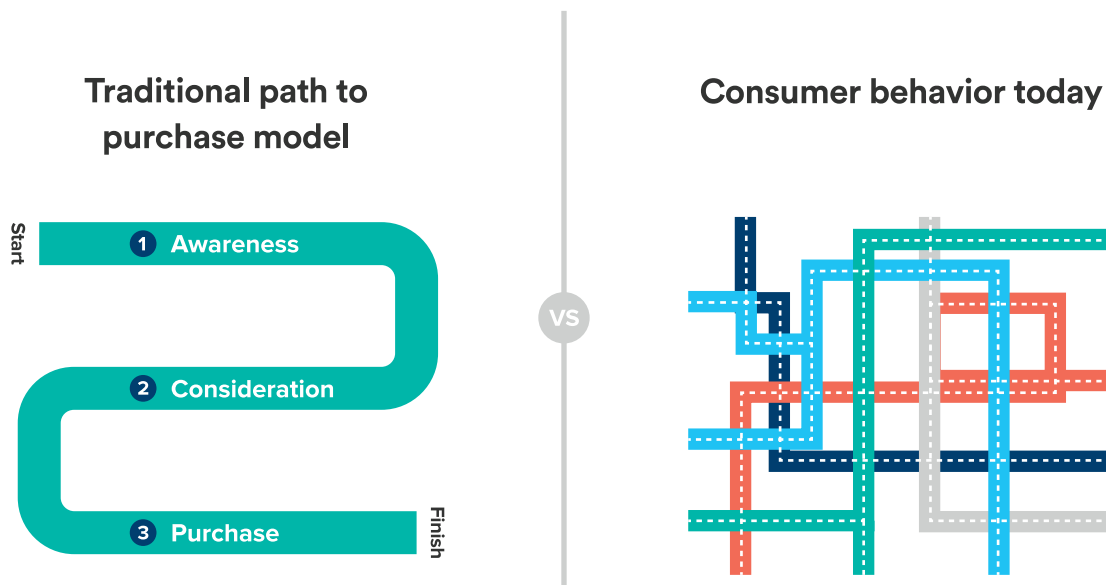 Traditional path to
purchase model
Start
1 Awareness
2 Consideration
3 Purchase
Finish
VS
Consumer behavior today